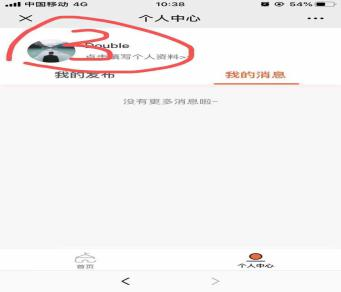 中国移动 4G 10:38 54%
个人中心
3
Double
点击填写个人资料>
我的发布 我的消息
没有更多消息啦~
首页 个人中心